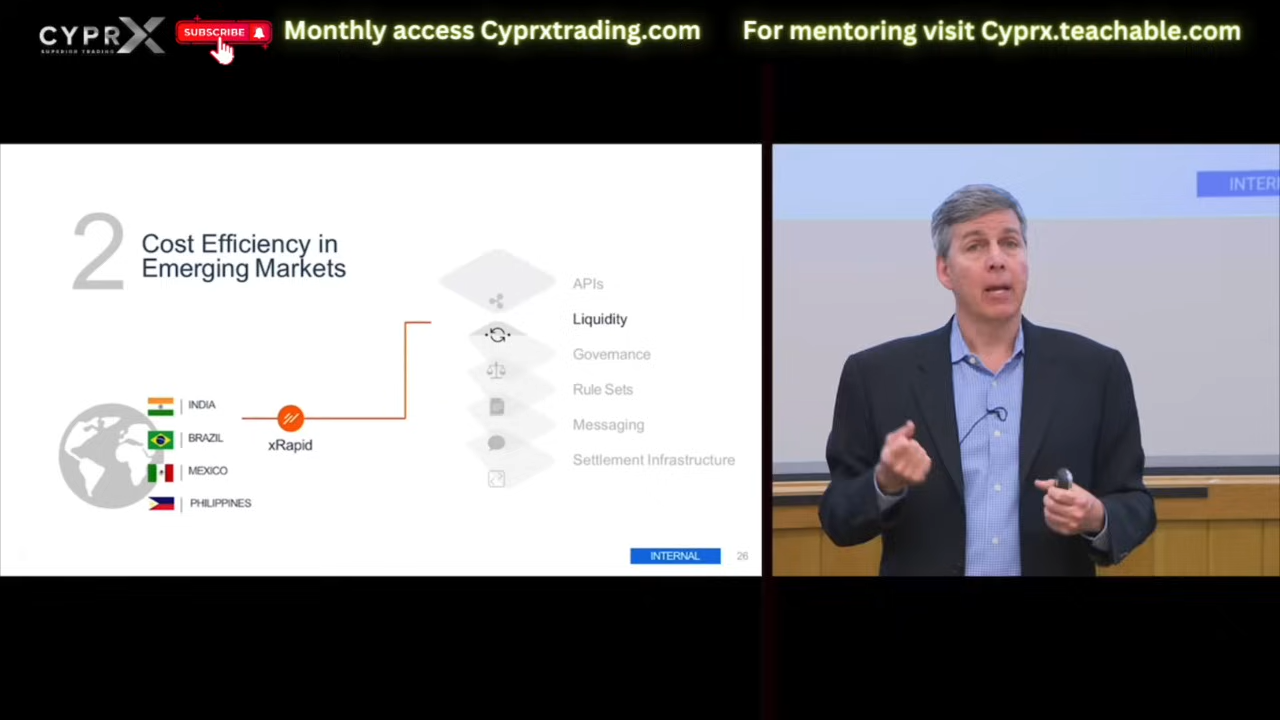 CYPRX
SUPERIOR TRADING
SUBSCRIBE
Monthly access Cyprxtrading.com
For mentoring visit Cyprx.teachable.com
2
Cost Efficiency in
Emerging Markets
APIs
Liquidity
Governance
Rule Sets
Messaging
Settlement Infrastructure
INDIA
BRAZIL
MEXICO
PHILIPPINES
xRapid
INTERNAL
26
INTER